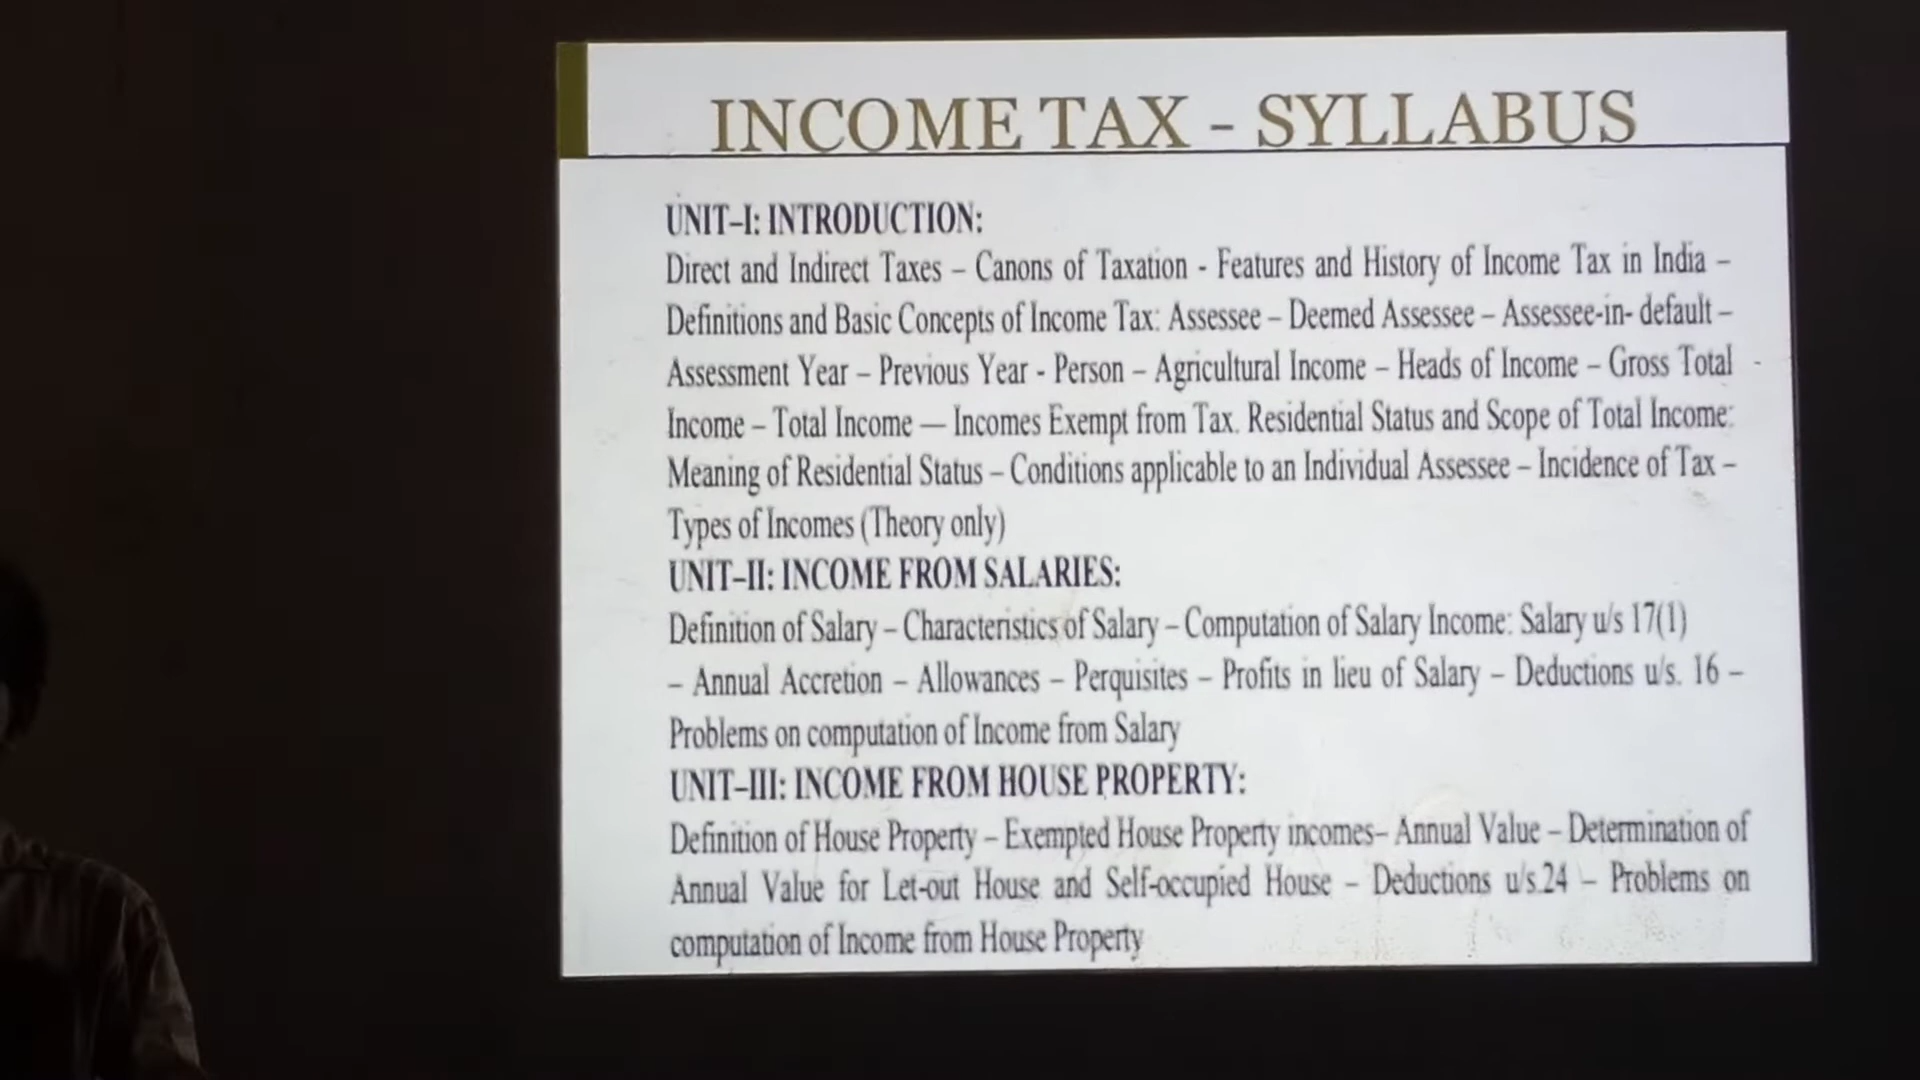 INCOME TAX - SYLLABUS
UNIT–I: INTRODUCTION:
Direct and Indirect Taxes – Canons of Taxation - Features and History of Income Tax in India –
Definitions and Basic Concepts of Income Tax: Assessee – Deemed Assessee – Assessee-in- default –
Assessment Year – Previous Year - Person – Agricultural Income – Heads of Income – Gross Total
Income – Total Income — Incomes Exempt from Tax. Residential Status and Scope of Total Income:
Meaning of Residential Status – Conditions applicable to an Individual Assessee – Incidence of Tax –
Types of Incomes (Theory only)
UNIT–II: INCOME FROM SALARIES:
Definition of Salary – Characteristics of Salary – Computation of Salary Income: Salary u/s 17(1)
– Annual Accretion – Allowances – Perquisites – Profits in lieu of Salary – Deductions u/s. 16 –
Problems on computation of Income from Salary
UNIT–III: INCOME FROM HOUSE PROPERTY:
Definition of House Property – Exempted House Property incomes– Annual Value – Determination of
Annual Value for Let-out House and Self-occupied House – Deductions u/s.24 – Problems on
computation of Income from House Property